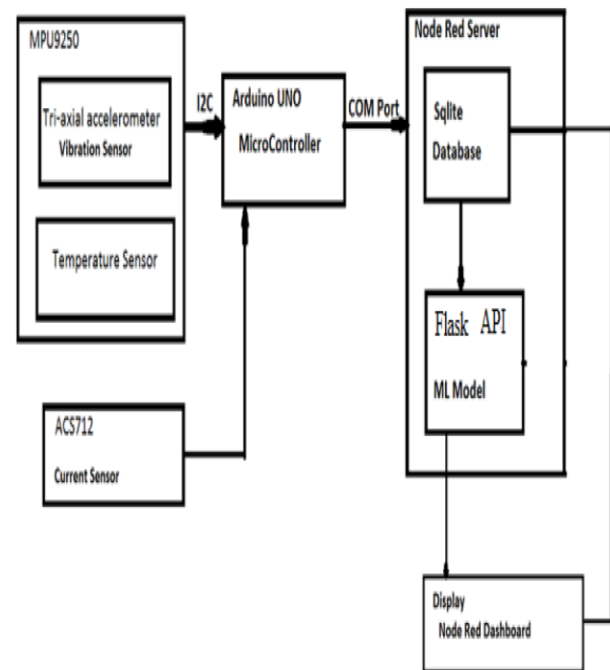 MPU9250
Tri-axial accelerometer
Vibration Sensor
Temperature Sensor
I2C
Arduino UNO
MicroController
COM Port
Node Red Server
Sqlite
Database
Flask API
ML Model
ACS712
Current Sensor
Display
Node Red Dashboard